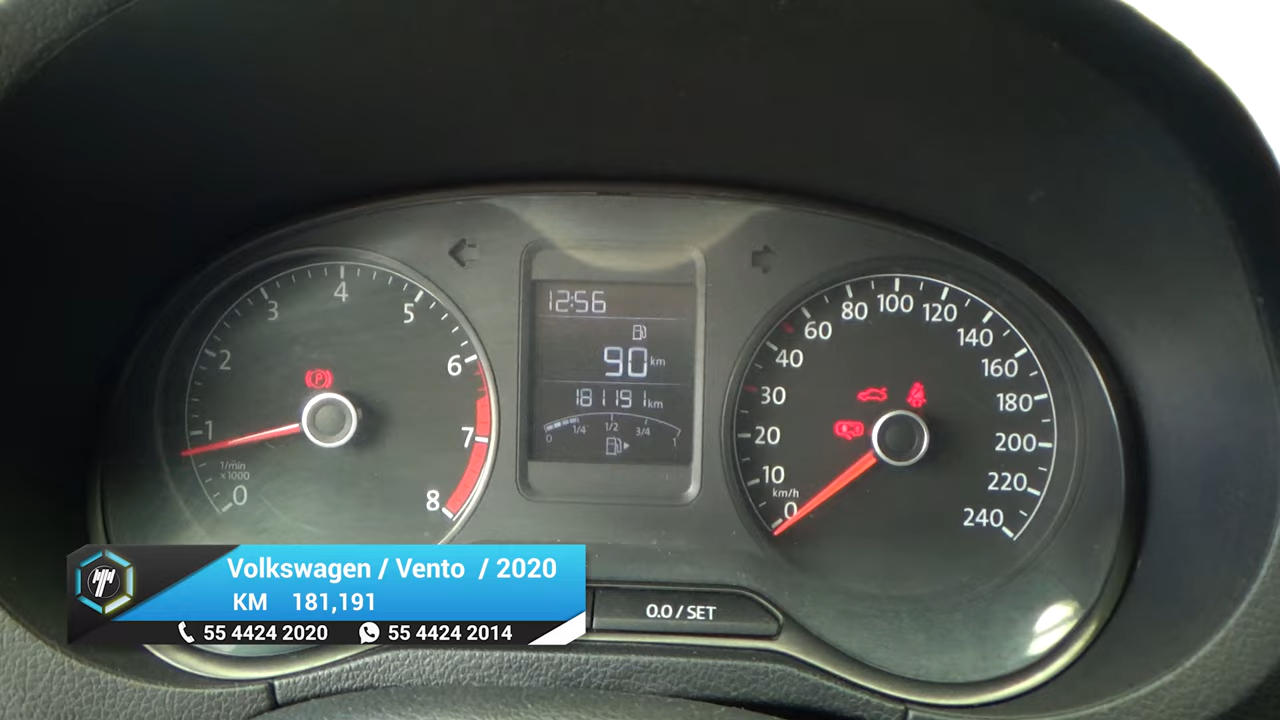 12:56
90 km
181191 km
0 1/4 1/2 3/4 1
0 1 2 3 4 5 6 7 8
1/min
x1000
P
0 10 20 30 40 60 80 100 120 140 160 180 200 220 240
km/h
0.0 / SET
Volkswagen / Vento / 2020
KM 181,191
55 4424 2020 55 4424 2014